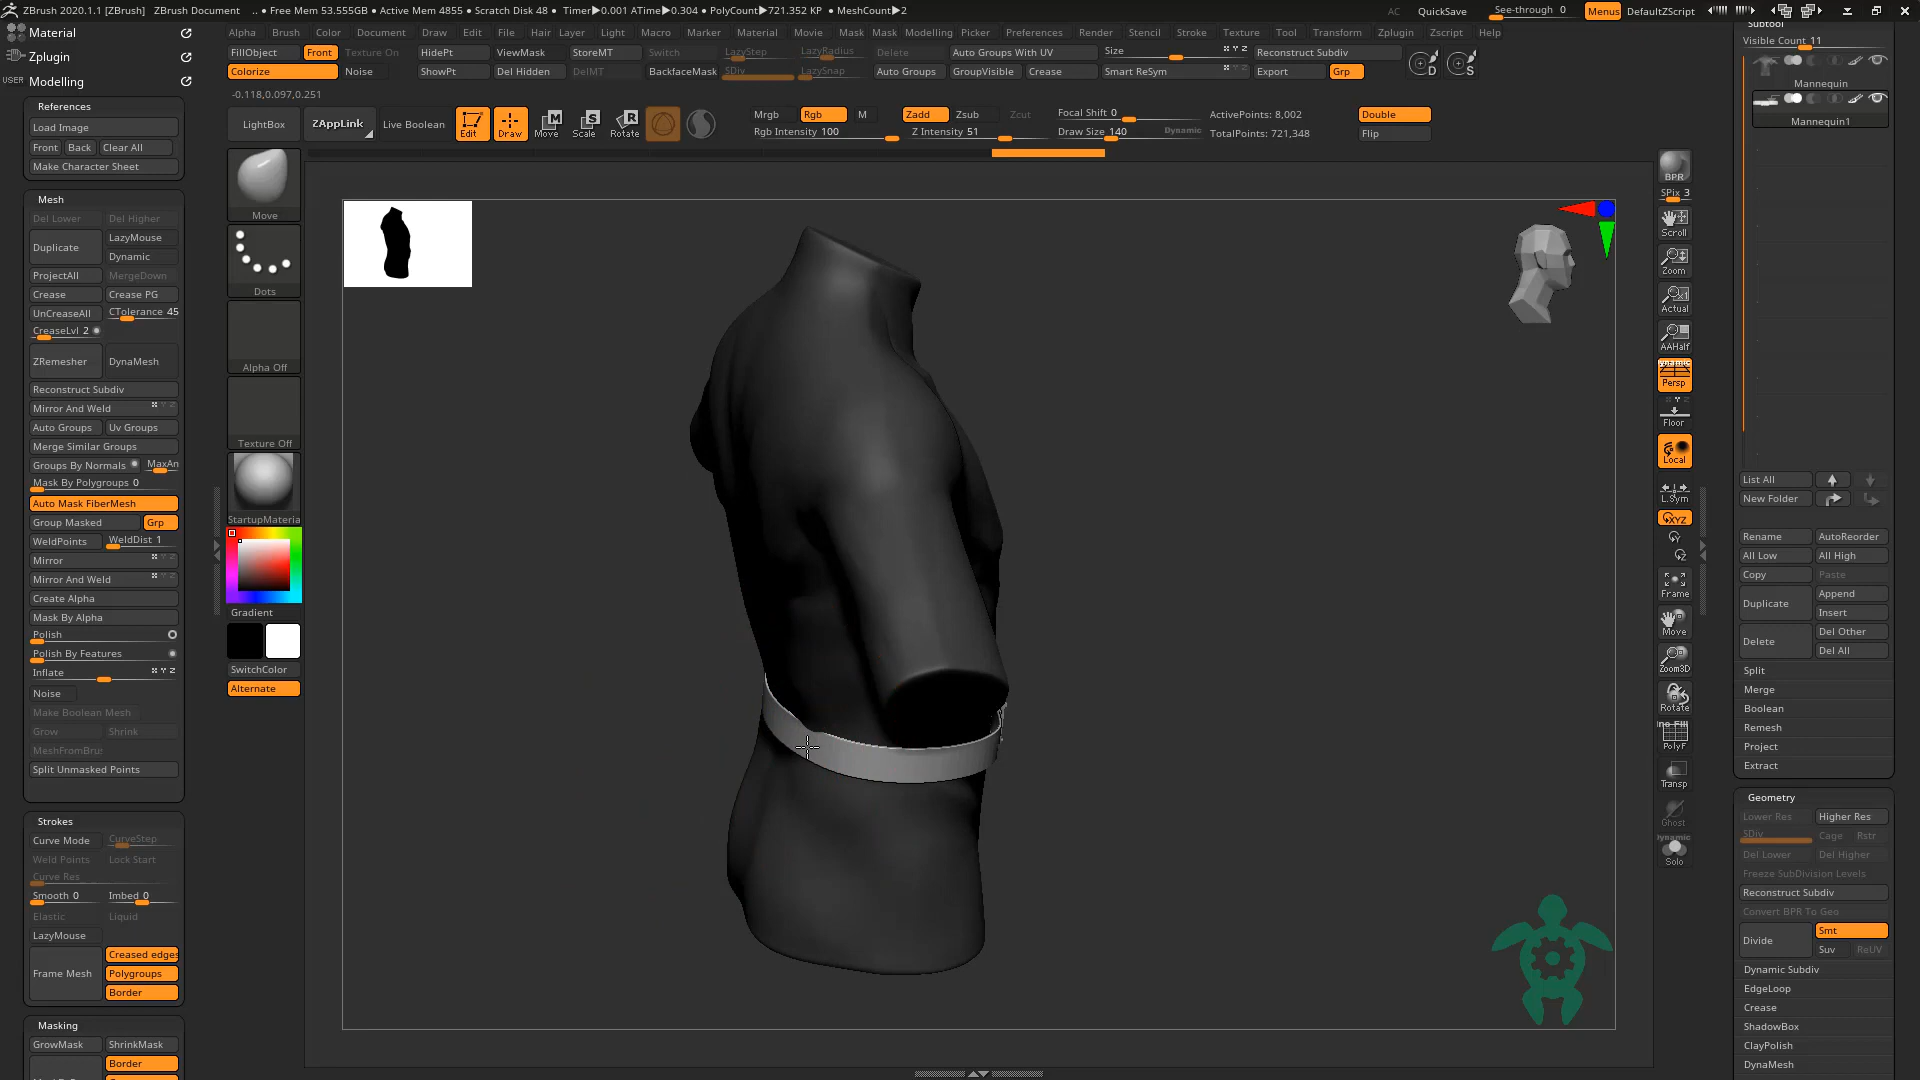 ZBrush 2020.1.1 [ZBrush] ZBrush Document .. • Free Mem 53.555GB • Active Mem 4855 • Scratch Disk 48 • Timer▶0.001 ATime▶0.304 • PolyCount▶721.352 KP • MeshCount▶2 AC QuickSave See-through 0 Menus DefaultZScript
Material
Zplugin
USER Modelling
Alpha Brush Color Document Draw Edit File Hair Layer Light Macro Marker Material Movie Mask Mask Modelling Picker Preferences Render Stencil Stroke Texture Tool Transform Zplugin Zscript Help
FillObject Front Texture On HidePt ViewMask StoreMT Switch LazyStep LazyRadius Delete Auto Groups With UV Size Reconstruct Subdiv
Colorize Noise ShowPt Del Hidden DelMT BackfaceMask SDiv LazySnap Auto Groups GroupVisible Crease Smart ReSym Export Grp
D S
-0.118,0.097,0.251
LightBox ZAppLink Live Boolean Edit Draw Move Scale Rotate
Mrgb Rgb M Zadd Zsub Zcut Focal Shift 0 ActivePoints: 8,002 Double
Rgb Intensity 100 Z Intensity 51 Draw Size 140 Dynamic TotalPoints: 721,348 Flip
References
Load Image
Front Back Clear All
Make Character Sheet
Mesh
Del Lower Del Higher
Duplicate LazyMouse
Dynamic
ProjectAll MergeDown
Crease Crease PG
UnCreaseAll CTolerance 45
CreaseLvl 2
ZRemesher DynaMesh
Reconstruct Subdiv
Mirror And Weld
Auto Groups Uv Groups
Merge Similar Groups
Groups By Normals MaxAn
Mask By Polygroups 0
Auto Mask FiberMesh
Group Masked Grp
WeldPoints WeldDist 1
Mirror
Mirror And Weld
Create Alpha
Mask By Alpha
Polish
Polish By Features
Inflate
Noise
Make Boolean Mesh
Grow Shrink
MeshFromBru
Split Unmasked Points
Strokes
Curve Mode CurveStep
Weld Points Lock Start
Curve Res
Smooth 0 Imbed 0
Elastic Liquid
LazyMouse
Creased edges
Frame Mesh Polygroups
Border
Masking
GrowMask ShrinkMask
Border
Move
Dots
Alpha Off
Texture Off
StartupMateria
Gradient
SwitchColor
Alternate
BPR
SPix 3
Scroll
Zoom
Actual
AAHalf
Dynamic
Persp
Floor
Local
L.Sym
XYZ
Frame
Move
Zoom3D
Rotate
Line Fill
PolyF
Transp
Ghost
Dynamic
Solo
Subtool
Visible Count 11
Mannequin
Mannequin1
List All
New Folder
Rename AutoReorder
All Low All High
Copy Paste
Duplicate Append
Insert
Delete Del Other
Del All
Split
Merge
Boolean
Remesh
Project
Extract
Geometry
Lower Res Higher Res
SDiv Cage Rstr
Del Lower Del Higher
Freeze SubDivision Levels
Reconstruct Subdiv
Convert BPR To Geo
Divide Smt
Suv ReUV
Dynamic Subdiv
EdgeLoop
Crease
ShadowBox
ClayPolish
DynaMesh